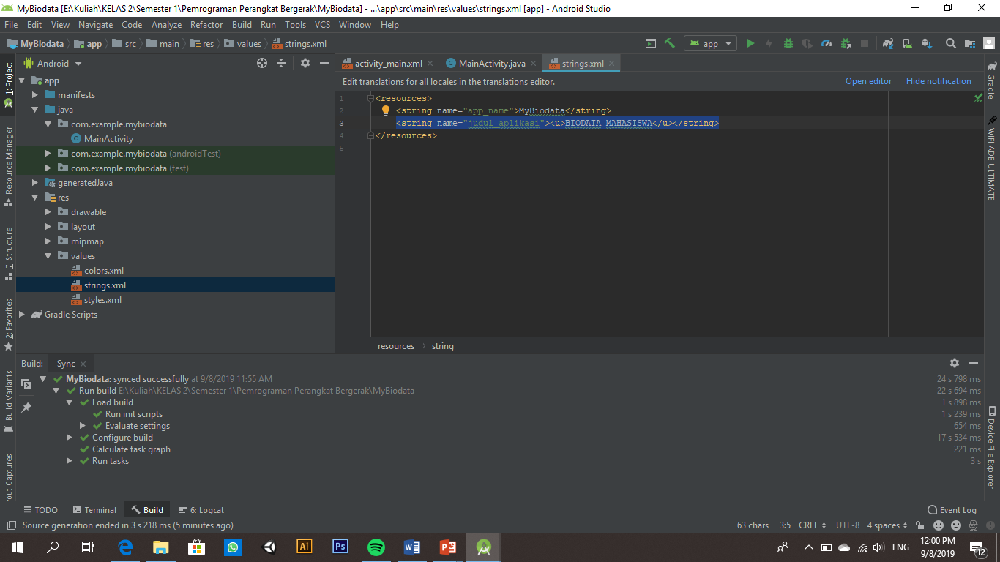 MyBiodata [E:\Kuliah\KELAS 2\Semester 1\Pemrograman Perangkat Bergerak\MyBiodata] - ...\app\src\main\res\values\strings.xml [app] - Android Studio
File Edit View Navigate Code Analyze Refactor Build Run Tools VCS Window Help
MyBiodata app src main res values strings.xml app
Android
activity_main.xml MainActivity.java strings.xml
Edit translations for all locales in the translations editor. Open editor Hide notification
1: Project
Resource Manager
7: Structure
2: Favorites
Build Variants
out Captures
app
manifests
java
com.example.mybiodata
MainActivity
com.example.mybiodata (androidTest)
com.example.mybiodata (test)
generatedJava
res
drawable
layout
mipmap
values
colors.xml
strings.xml
styles.xml
Gradle Scripts
1 <resources>
2 <string name="app_name">MyBiodata</string>
3 <string name="judul_aplikasi"><u>BIODATA MAHASISWA</u></string>
4 </resources>
5
resources string
Gradle
WIFI ADB ULTIMATE
Device File Explorer
Build: Sync
MyBiodata: synced successfully at 9/8/2019 11:55 AM 24 s 798 ms
Run build E:\Kuliah\KELAS 2\Semester 1\Pemrograman Perangkat Bergerak\MyBiodata 22 s 694 ms
Load build 1 s 898 ms
Run init scripts 1 s 239 ms
Evaluate settings 654 ms
Configure build 17 s 534 ms
Calculate task graph 221 ms
Run tasks 3 s
TODO Terminal Build 6: Logcat Event Log
Source generation ended in 3 s 218 ms (5 minutes ago) 63 chars 3:5 CRLF UTF-8 4 spaces
Ai Ps ENG 12:00 PM
9/8/2019 12